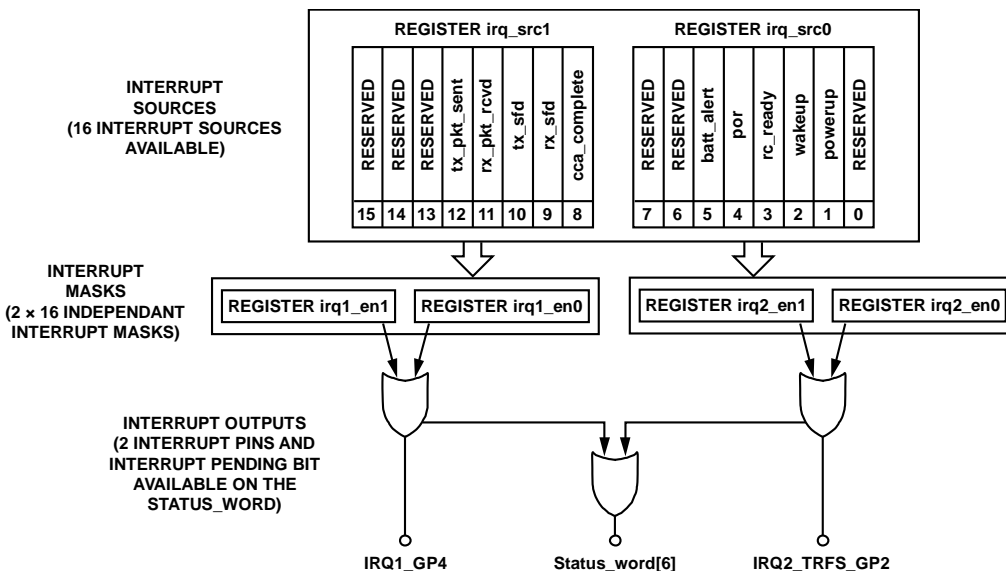 REGISTER irq_src1
REGISTER irq_src0
INTERRUPT
SOURCES
(16 INTERRUPT SOURCES
AVAILABLE)
RESERVED
RESERVED
RESERVED
tx_pkt_sent
rx_pkt_rcvd
tx_sfd
rx_sfd
cca_complete
RESERVED
RESERVED
batt_alert
por
rc_ready
wakeup
powerup
RESERVED
15 14 13 12 11 10 9 8
7 6 5 4 3 2 1 0
INTERRUPT
MASKS
(2 × 16 INDEPENDANT
INTERRUPT MASKS)
REGISTER irq1_en1
REGISTER irq1_en0
REGISTER irq2_en1
REGISTER irq2_en0
INTERRUPT OUTPUTS
(2 INTERRUPT PINS AND
INTERRUPT PENDING BIT
AVAILABLE ON THE
STATUS_WORD)
IRQ1_GP4
Status_word[6]
IRQ2_TRFS_GP2